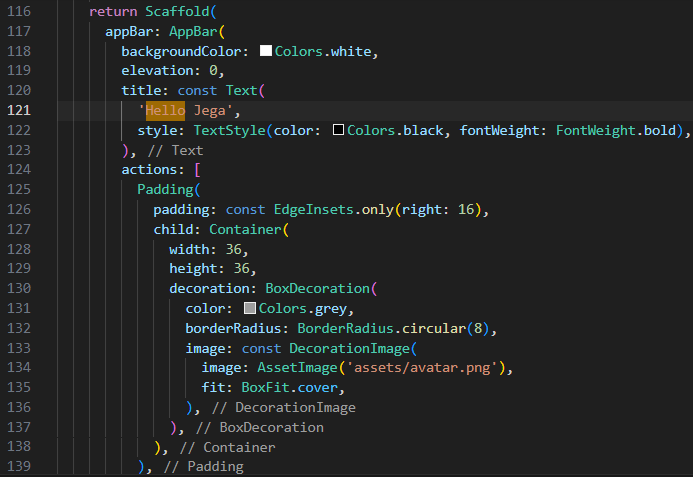 116 return Scaffold(
117 appBar: AppBar(
118 backgroundColor: Colors.white,
119 elevation: 0,
120 title: const Text(
121 'Hello Jega',
122 style: TextStyle(color: Colors.black, fontWeight: FontWeight.bold),
123 ), // Text
124 actions: [
125 Padding(
126 padding: const EdgeInsets.only(right: 16),
127 child: Container(
128 width: 36,
129 height: 36,
130 decoration: BoxDecoration(
131 color: Colors.grey,
132 borderRadius: BorderRadius.circular(8),
133 image: const DecorationImage(
134 image: AssetImage('assets/avatar.png'),
135 fit: BoxFit.cover,
136 ), // DecorationImage
137 ), // BoxDecoration
138 ), // Container
139 ), // Padding